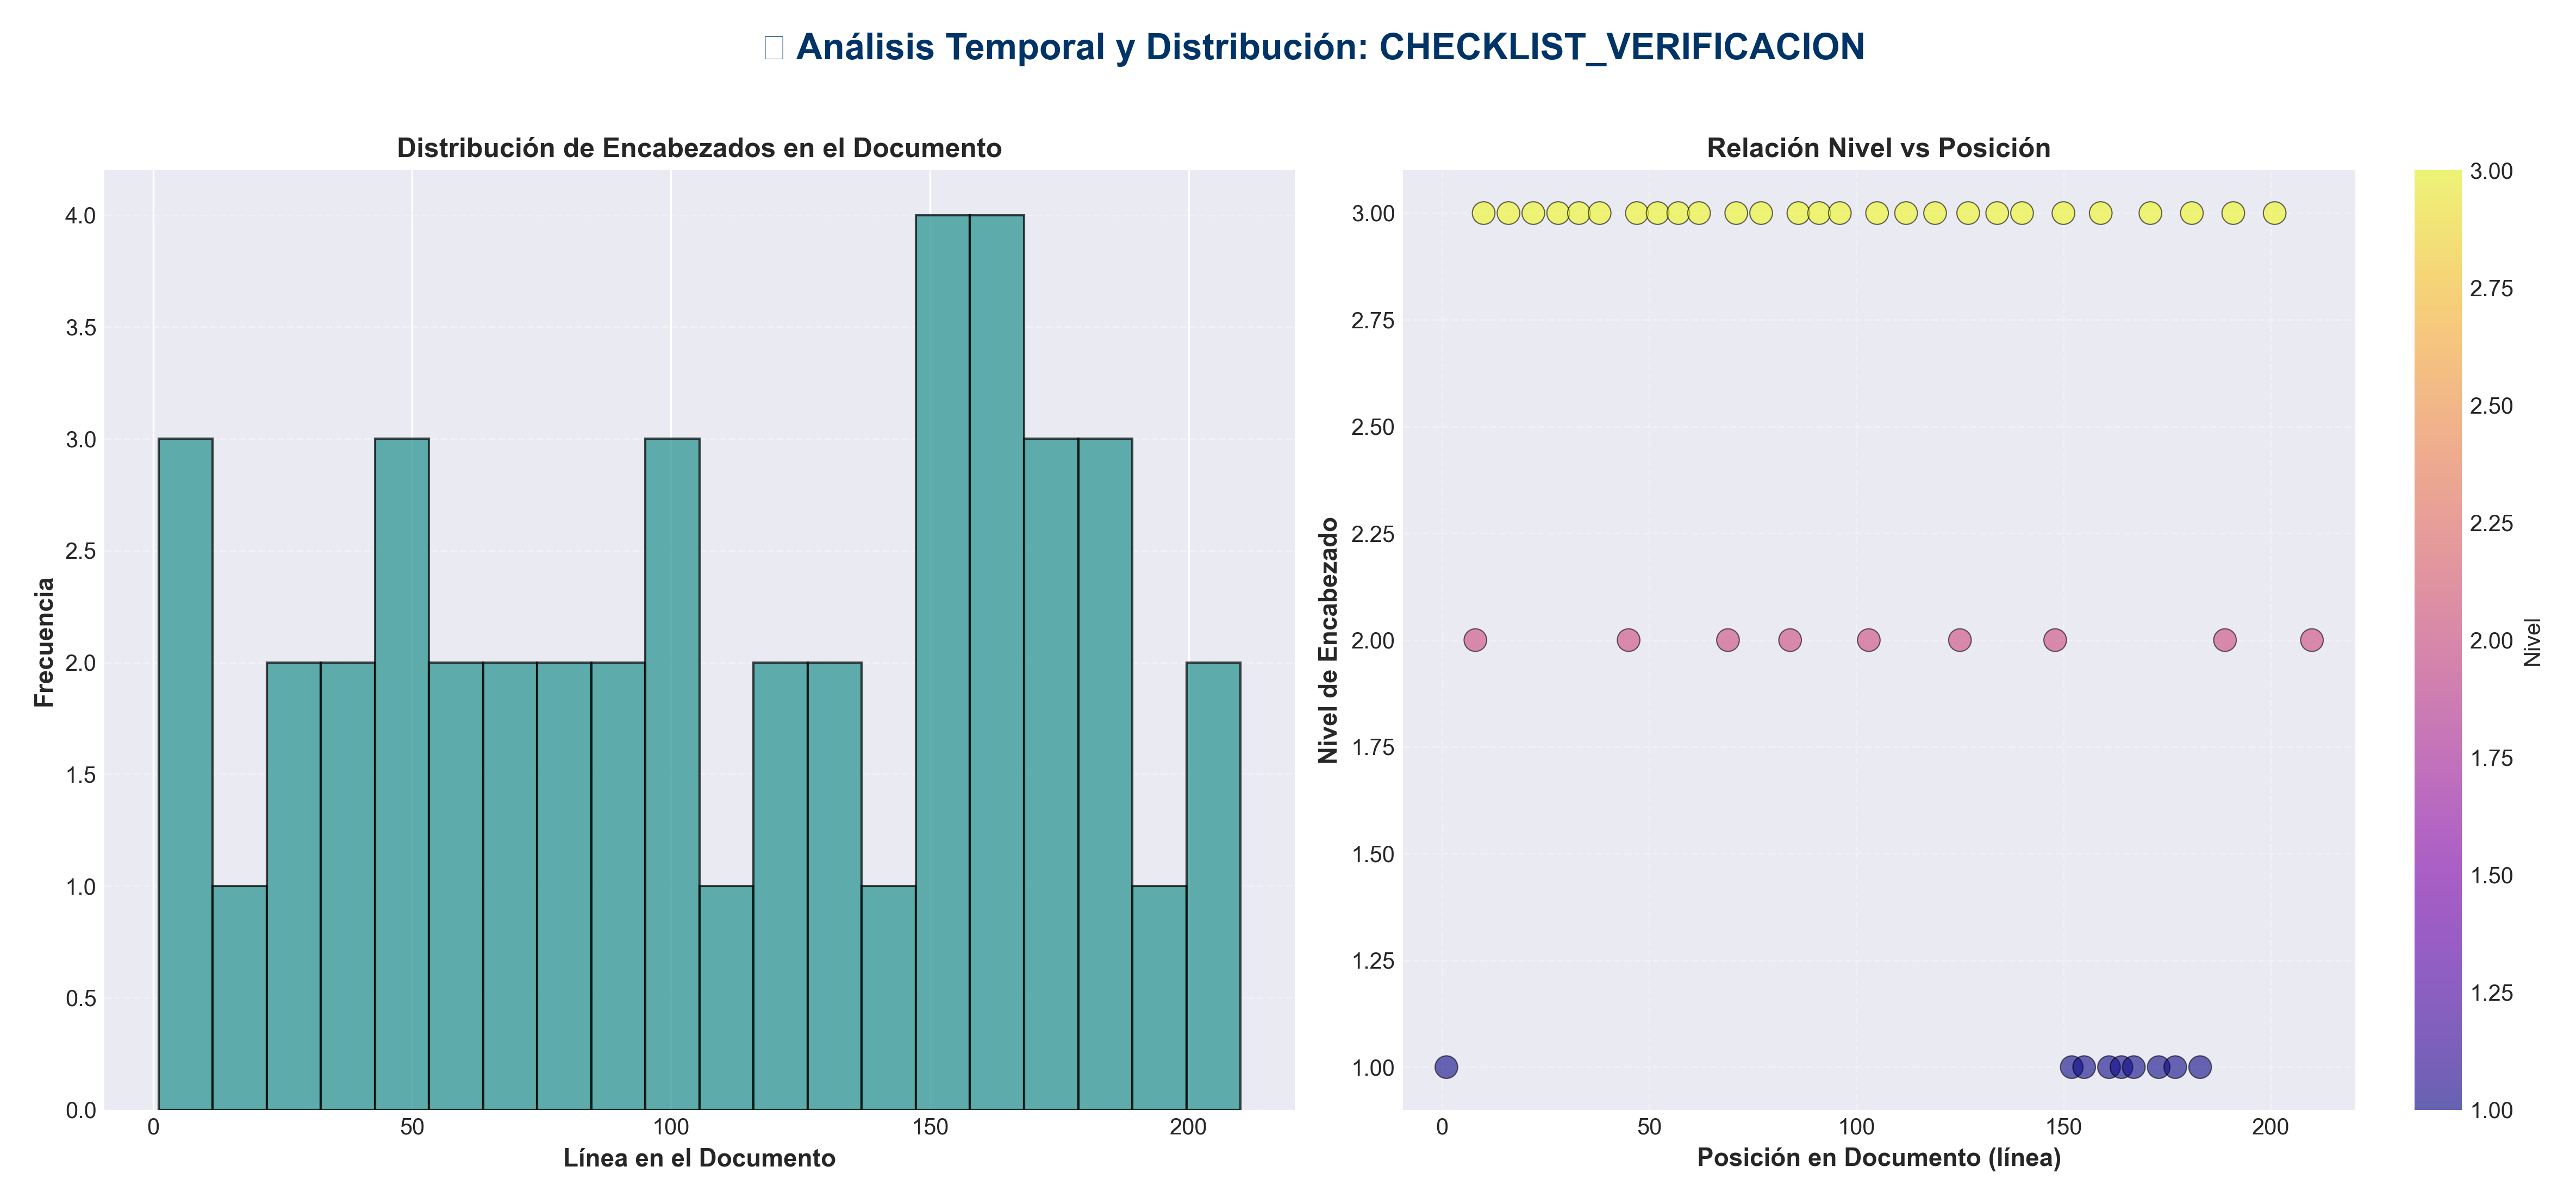 Análisis Temporal y Distribución: CHECKLIST_VERIFICACION
Distribución de Encabezados en el Documento
Frecuencia
4.0
3.5
3.0
2.5
2.0
1.5
1.0
0.5
0.0
0 50 100 150 200
Línea en el Documento
Relación Nivel vs Posición
Nivel de Encabezado
3.00
2.75
2.50
2.25
2.00
1.75
1.50
1.25
1.00
0 50 100 150 200
Posición en Documento (línea)
3.00
2.75
2.50
2.25
2.00
1.75
1.50
1.25
1.00
Nivel